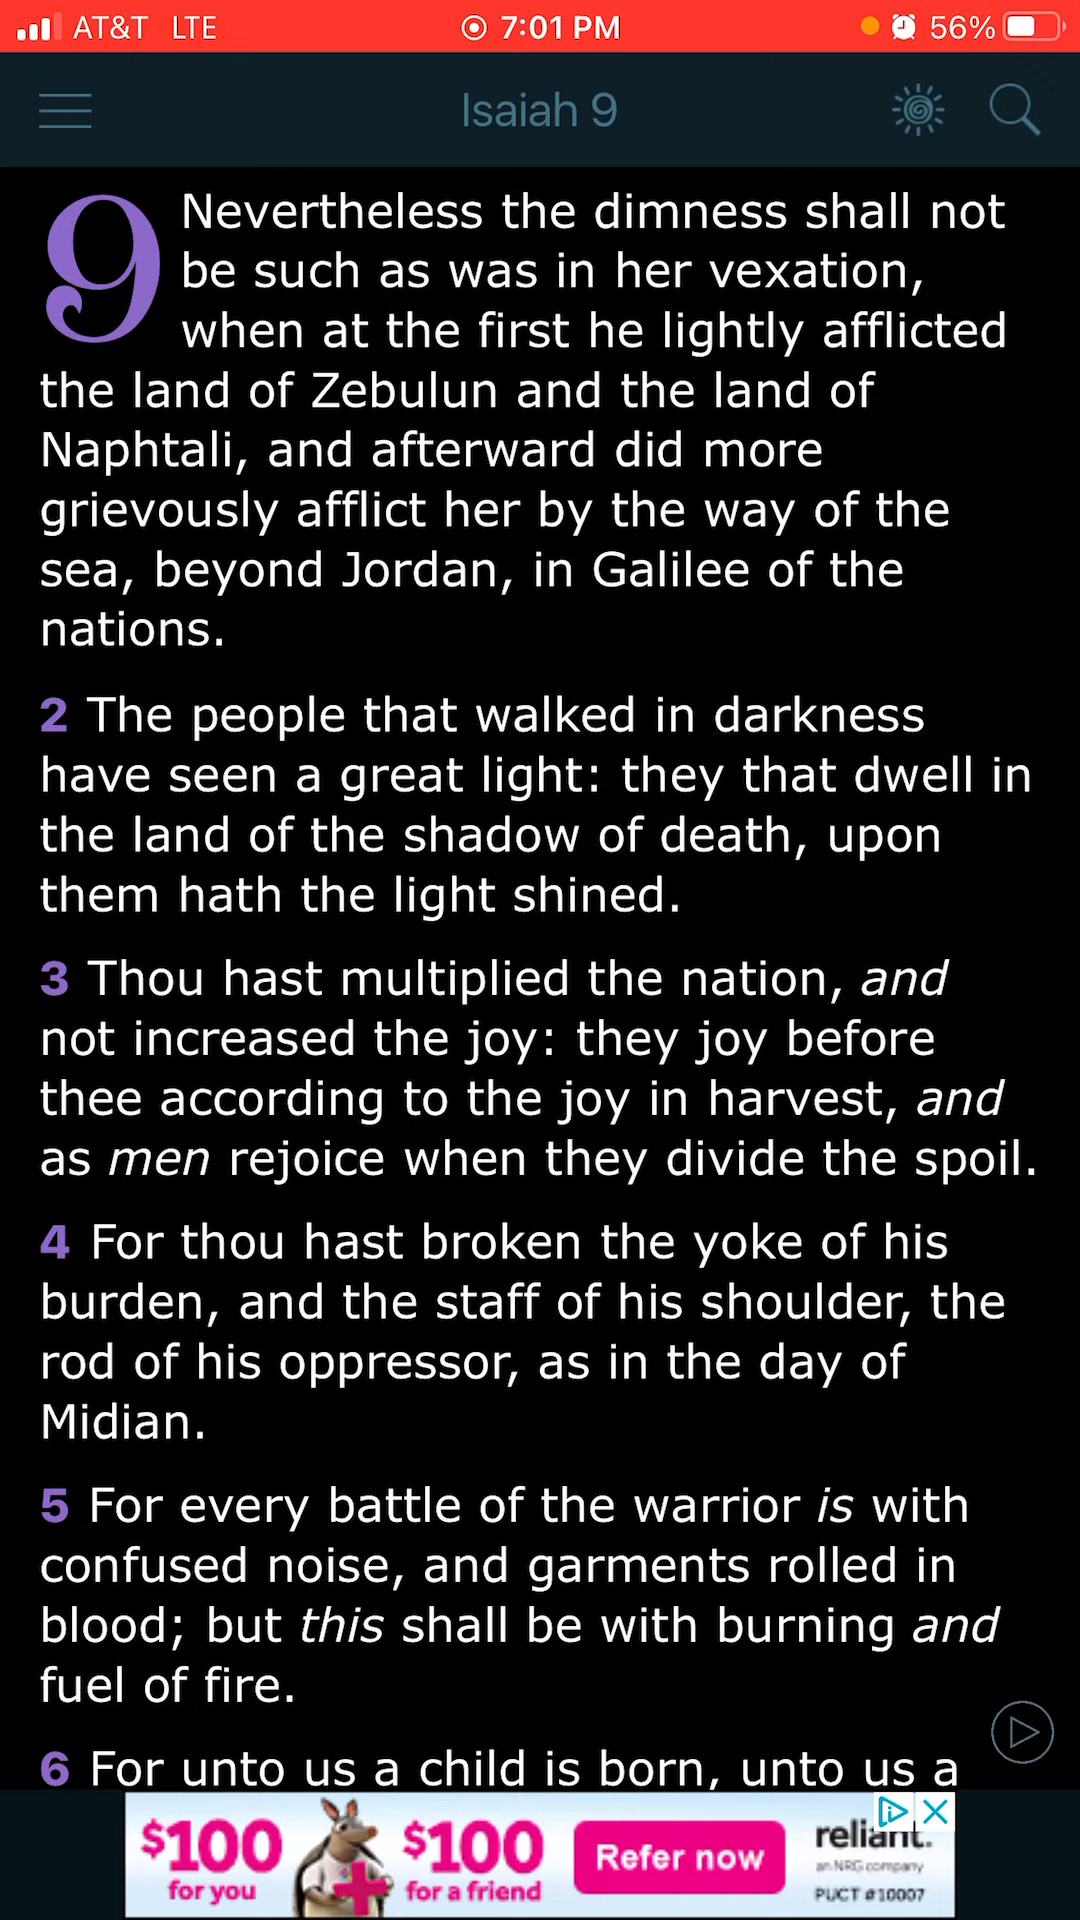 AT&T LTE 7:01 PM 56%
Isaiah 9
9 Nevertheless the dimness shall not
be such as was in her vexation,
when at the first he lightly afflicted
the land of Zebulun and the land of
Naphtali, and afterward did more
grievously afflict her by the way of the
sea, beyond Jordan, in Galilee of the
nations.
2 The people that walked in darkness
have seen a great light: they that dwell in
the land of the shadow of death, upon
them hath the light shined.
3 Thou hast multiplied the nation, and
not increased the joy: they joy before
thee according to the joy in harvest, and
as men rejoice when they divide the spoil.
4 For thou hast broken the yoke of his
burden, and the staff of his shoulder, the
rod of his oppressor, as in the day of
Midian.
5 For every battle of the warrior is with
confused noise, and garments rolled in
blood; but this shall be with burning and
fuel of fire.
6 For unto us a child is born, unto us a
$100 for you
$100 for a friend
Refer now
reliant.
an NRG company
PUCT #10007